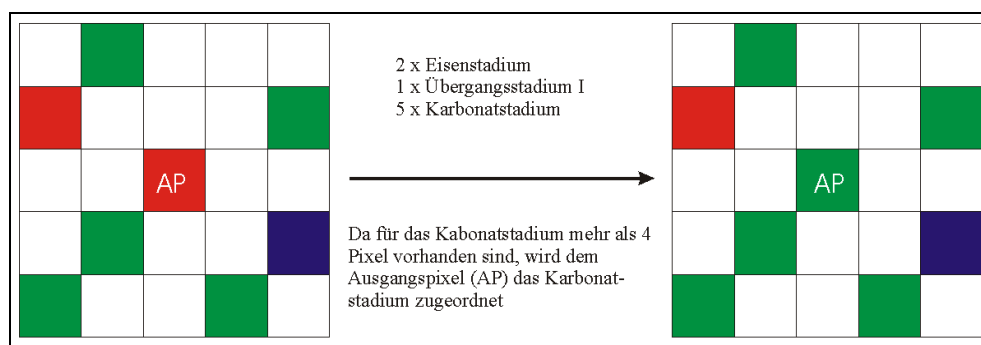 2 x Eisenstadium
1 x Übergangsstadium I
5 x Karbonatstadium
AP
AP
Da für das Kabonatstadium mehr als 4
Pixel vorhanden sind, wird dem
Ausgangspixel (AP) das Karbonat-
stadium zugeordnet